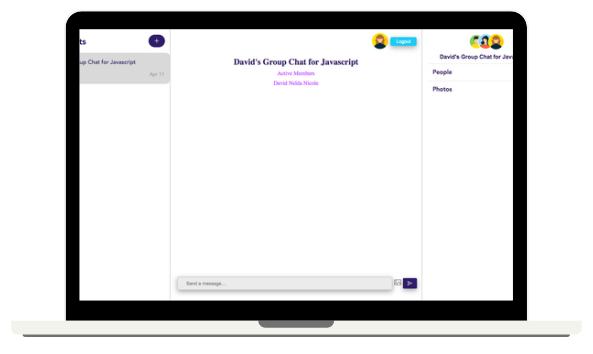 ts
+
up Chat for Javascript
Apr 11
Logout
David's Group Chat for Javascript
Active Members
David Nelda Nicole
Send a message...
David's Group Chat for Jav
People
Photos